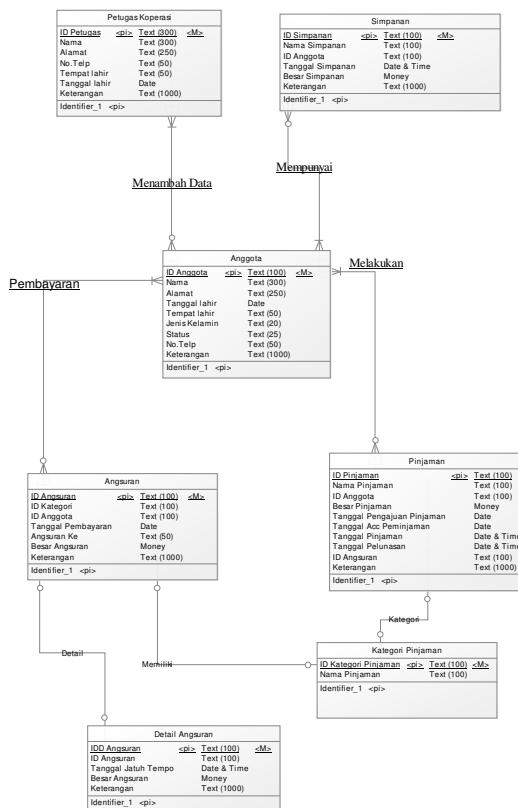 Petugas Koperasi
ID Petugas <pi> Text (300) <M>
Nama Text (300)
Alamat Text (250)
No.Telp Text (50)
Tempat lahir Text (50)
Tanggal lahir Date
Keterangan Text (1000)
Identifier_1 <pi>
Simpanan
ID Simpanan <pi> Text (100) <M>
Nama Simpanan Text (100)
ID Anggota Text (100)
Tanggal Simpanan Date & Time
Besar Simpanan Money
Keterangan Text (1000)
Identifier_1 <pi>
Menambah Data
Mempunyai
Anggota
ID Anggota <pi> Text (100) <M>
Nama Text (300)
Alamat Text (250)
Tanggal lahir Date
Tempat lahir Text (50)
Jenis Kelamin Text (20)
Status Text (25)
No.Telp Text (50)
Keterangan Text (1000)
Identifier_1 <pi>
Melakukan
Pembayaran
Angsuran
ID Angsuran <pi> Text (100) <M>
ID Kategori Text (100)
ID Anggota Text (100)
Tanggal Pembayaran Date
Angsuran Ke Text (50)
Besar Angsuran Money
Keterangan Text (1000)
Identifier_1 <pi>
Pinjaman
ID Pinjaman <pi> Text (100)
Nama Pinjaman Text (100)
ID Anggota Text (100)
Besar Pinjaman Money
Tanggal Pengajuan Pinjaman Date
Tanggal Acc Peminjaman Date
Tanggal Pinjaman Date & Time
Tanggal Pelunasan Date & Time
ID Angsuran Text (100)
Keterangan Text (1000)
Identifier_1 <pi>
Kategori
Detail
Memiliki
Kategori Pinjaman
ID Kategori Pinjaman <pi> Text (100) <M>
Nama Pinjaman Text (100)
Identifier_1 <pi>
Detail Angsuran
IDD Angsuran <pi> Text (100) <M>
ID Angsuran Text (100)
Tanggal Jatuh Tempo Date & Time
Besar Angsuran Money
Keterangan Text (1000)
Identifier_1 <pi>